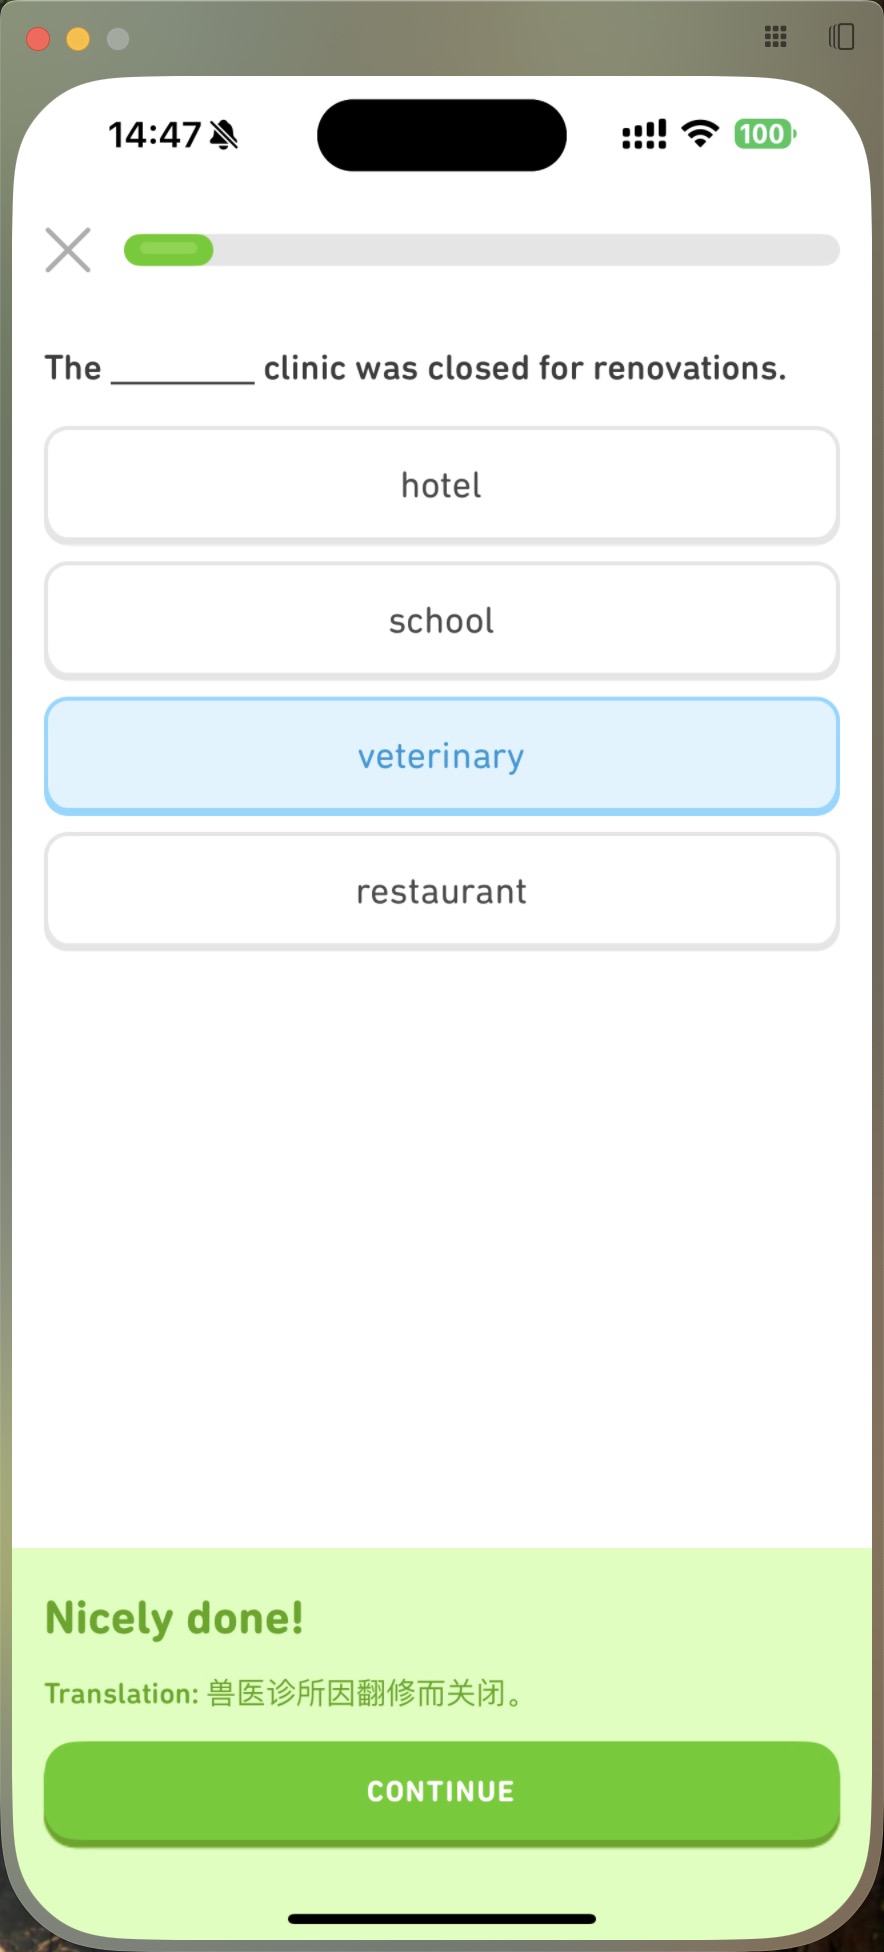 14:47
100
The ________ clinic was closed for renovations.
hotel
school
veterinary
restaurant
Nicely done!
Translation: 兽医诊所因翻修而关闭。
CONTINUE